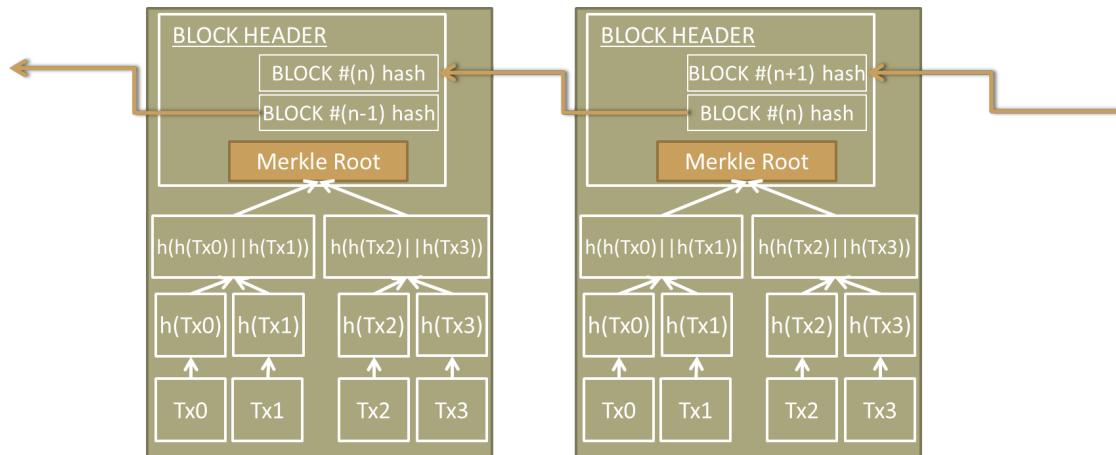 BLOCK HEADER
BLOCK #(n) hash
BLOCK #(n-1) hash
Merkle Root
h(h(Tx0)||h(Tx1))
h(h(Tx2)||h(Tx3))
h(Tx0)
h(Tx1)
h(Tx2)
h(Tx3)
Tx0
Tx1
Tx2
Tx3
BLOCK HEADER
BLOCK #(n+1) hash
BLOCK #(n) hash
Merkle Root
h(h(Tx0)||h(Tx1))
h(h(Tx2)||h(Tx3))
h(Tx0)
h(Tx1)
h(Tx2)
h(Tx3)
Tx0
Tx1
Tx2
Tx3